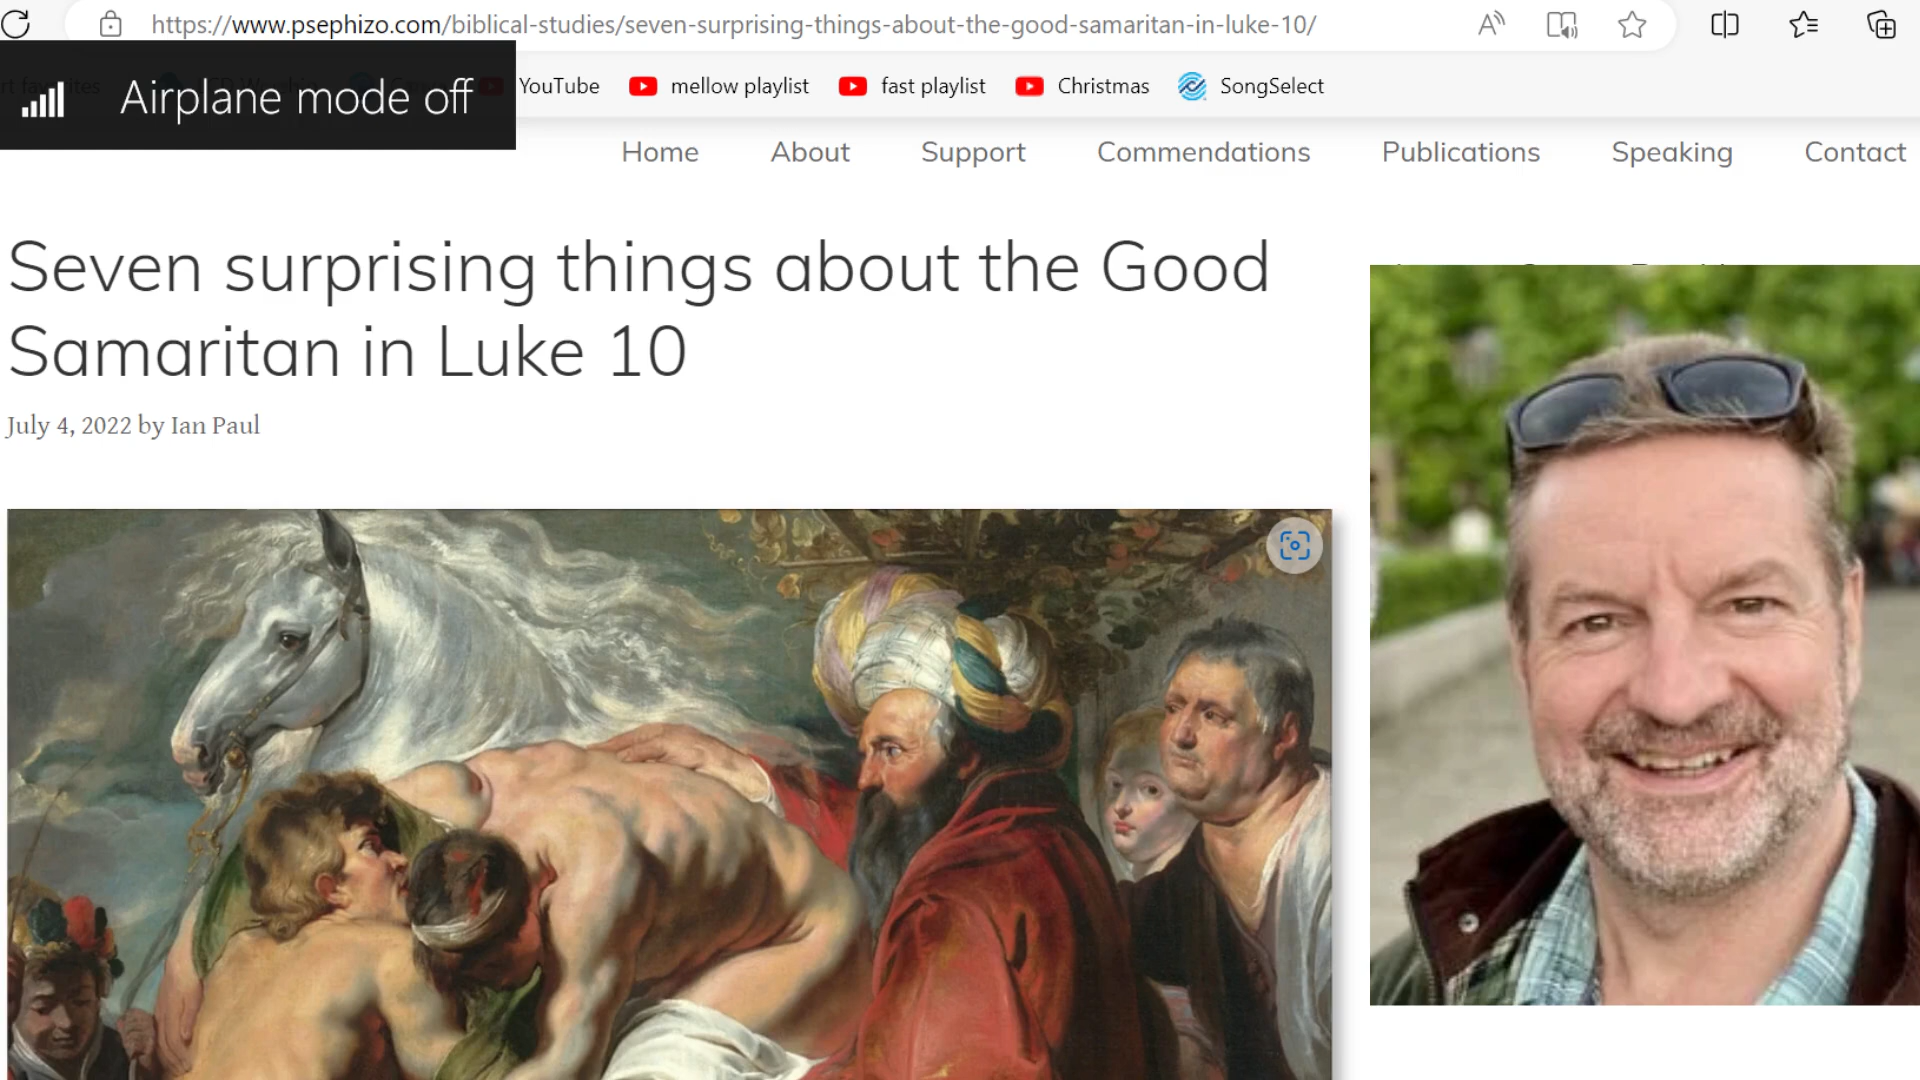 https://www.psephizo.com/biblical-studies/seven-surprising-things-about-the-good-samaritan-in-luke-10/
Airplane mode off
YouTube mellow playlist fast playlist Christmas SongSelect
Home About Support Commendations Publications Speaking Contact
Seven surprising things about the Good
Samaritan in Luke 10
July 4, 2022 by Ian Paul